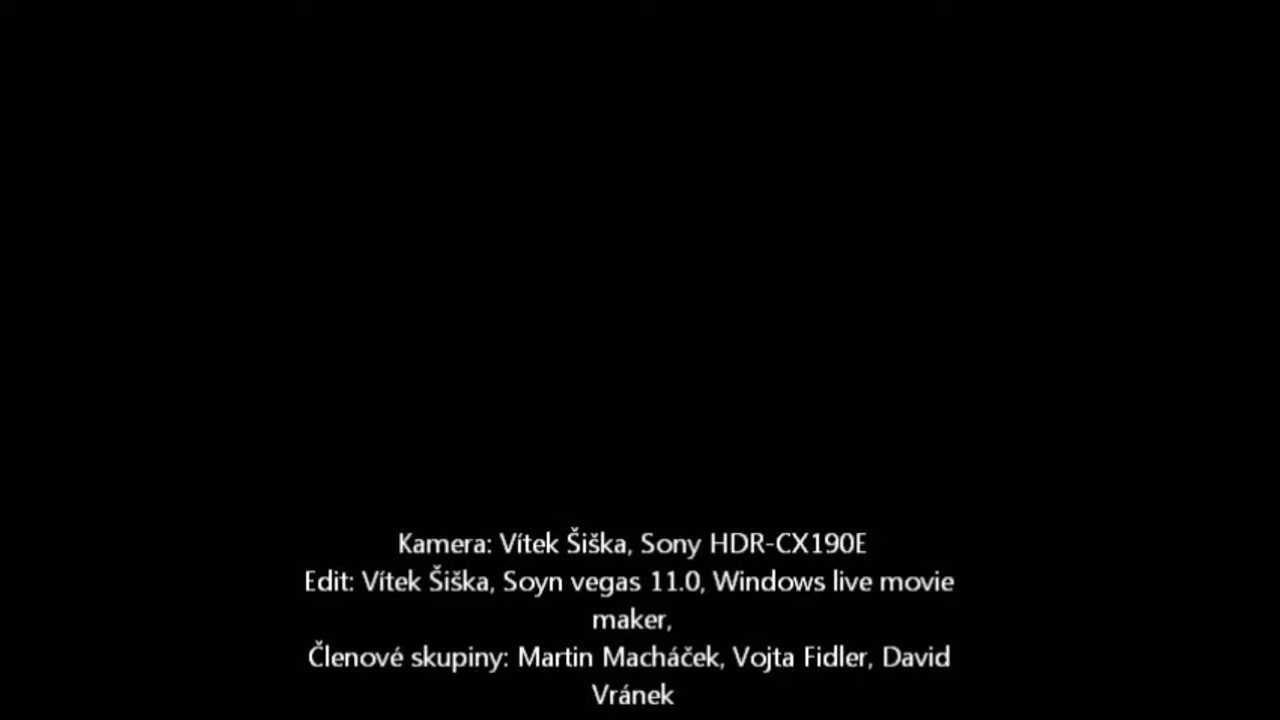 Kamera: Vítek Šiška, Sony HDR-CX190E
Edit: Vítek Šiška, Soyn vegas 11.0, Windows live movie
maker,
Členové skupiny: Martin Macháček, Vojta Fidler, David
Vránek